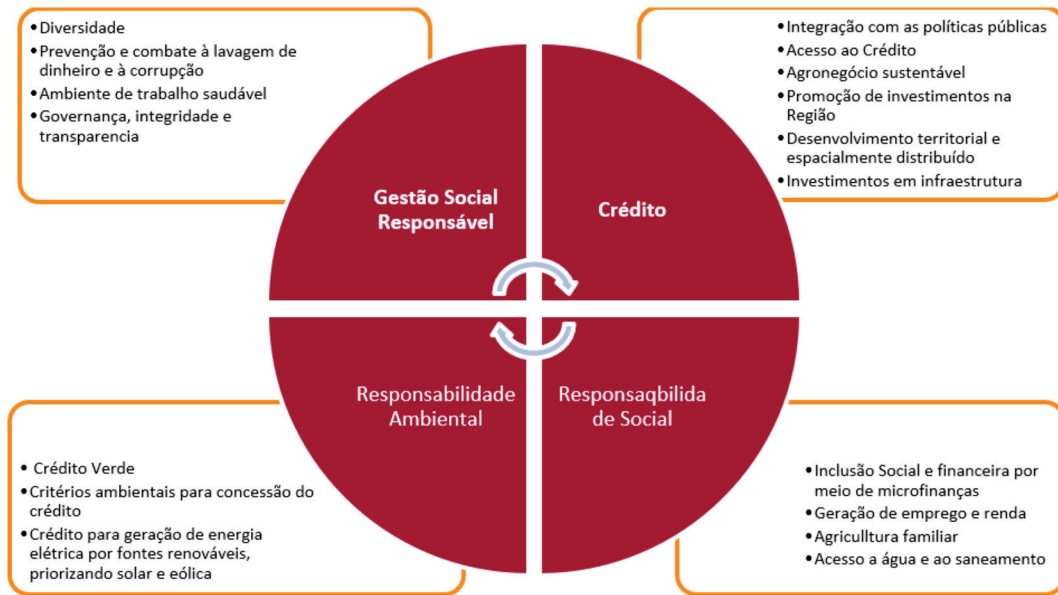 •Diversidade
•Prevenção e combate à lavagem de
dinheiro e à corrupção
•Ambiente de trabalho saudável
•Governança, integridade e
transparencia
•Integração com as políticas públicas
•Acesso ao Crédito
•Agronegócio sustentável
•Promoção de investimentos na
Região
•Desenvolvimento territorial e
espacialmente distribuído
•Investimentos em infraestrutura
Gestão Social
Responsável
Crédito
Responsabilidade
Ambiental
Responsaqbilida
de Social
• Crédito Verde
•Critérios ambientais para concessão do
crédito
•Crédito para geração de energia
elétrica por fontes renováveis,
priorizando solar e eólica
•Inclusão Social e financeira por
meio de microfinanças
•Geração de emprego e renda
•Agriculltura familiar
•Acesso a água e ao saneamento